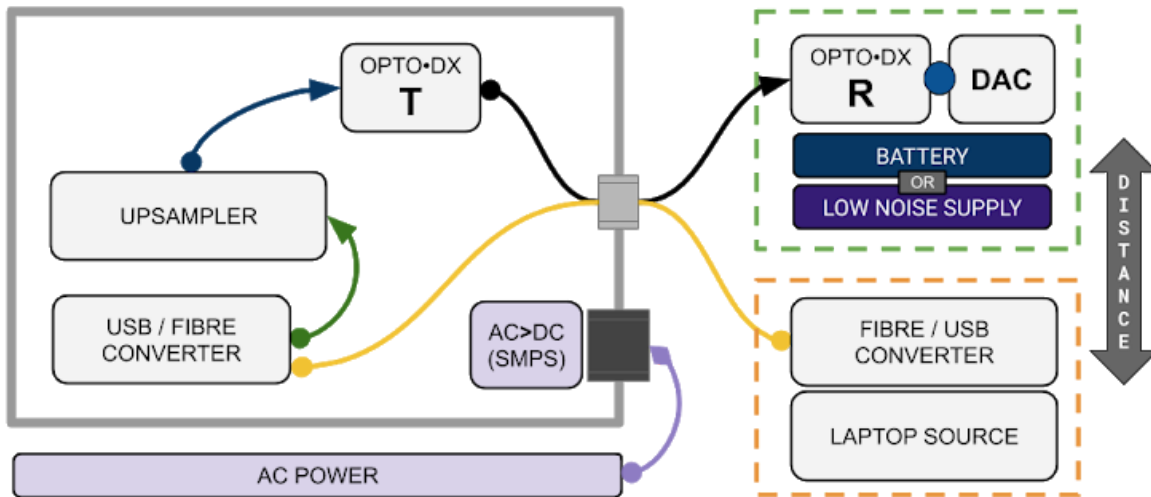 OPTO•DX
T
UPSAMPLER
USB / FIBRE
CONVERTER
AC>DC
(SMPS)
AC POWER
OPTO•DX
R
DAC
BATTERY
OR
LOW NOISE SUPPLY
FIBRE / USB
CONVERTER
LAPTOP SOURCE
DISTANCE